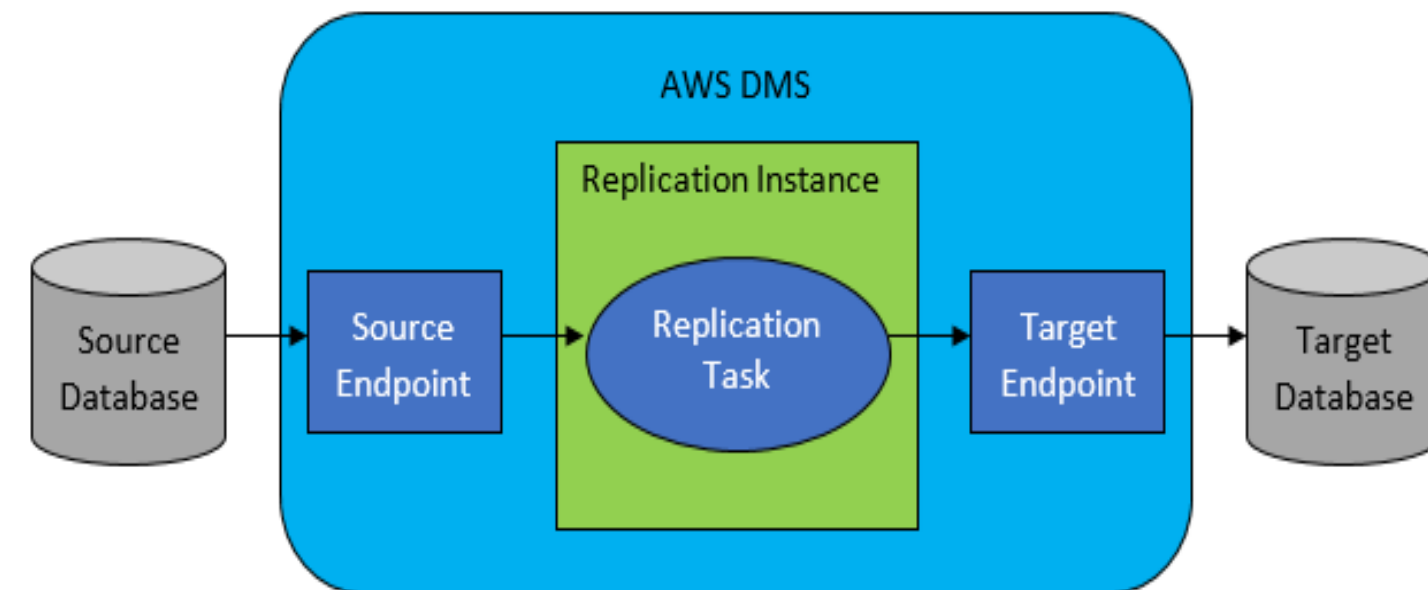 AWS DMS
Replication Instance
Source
Database
Source
Endpoint
Replication
Task
Target
Endpoint
Target
Database